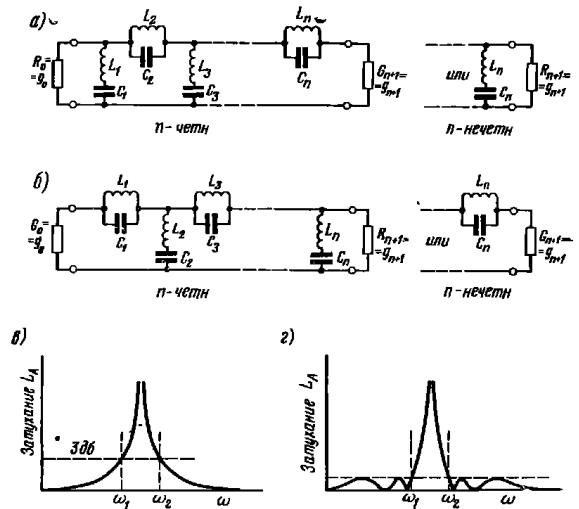 а)
L₂
Lₙ
L₁
C₂
L₃
Cₙ
Lₙ
R₀=
=g₀
C₁
C₃
Gₙ₊₁=
=gₙ₊₁
или
Cₙ
Rₙ₊₁=
=gₙ₊₁
n-четн
n-нечетн
б)
L₁
L₃
Lₙ
C₁
L₂
C₃
Lₙ
Cₙ
G₀=
=g₀
C₂
Cₙ
Rₙ₊₁=
=gₙ₊₁
или
Gₙ₊₁=
=gₙ₊₁
n-четн
n-нечетн
в)
Затухание L_A
3дб
ω₁
ω₂
ω
г)
Затухание L_A
ω₁
ω₂
ω